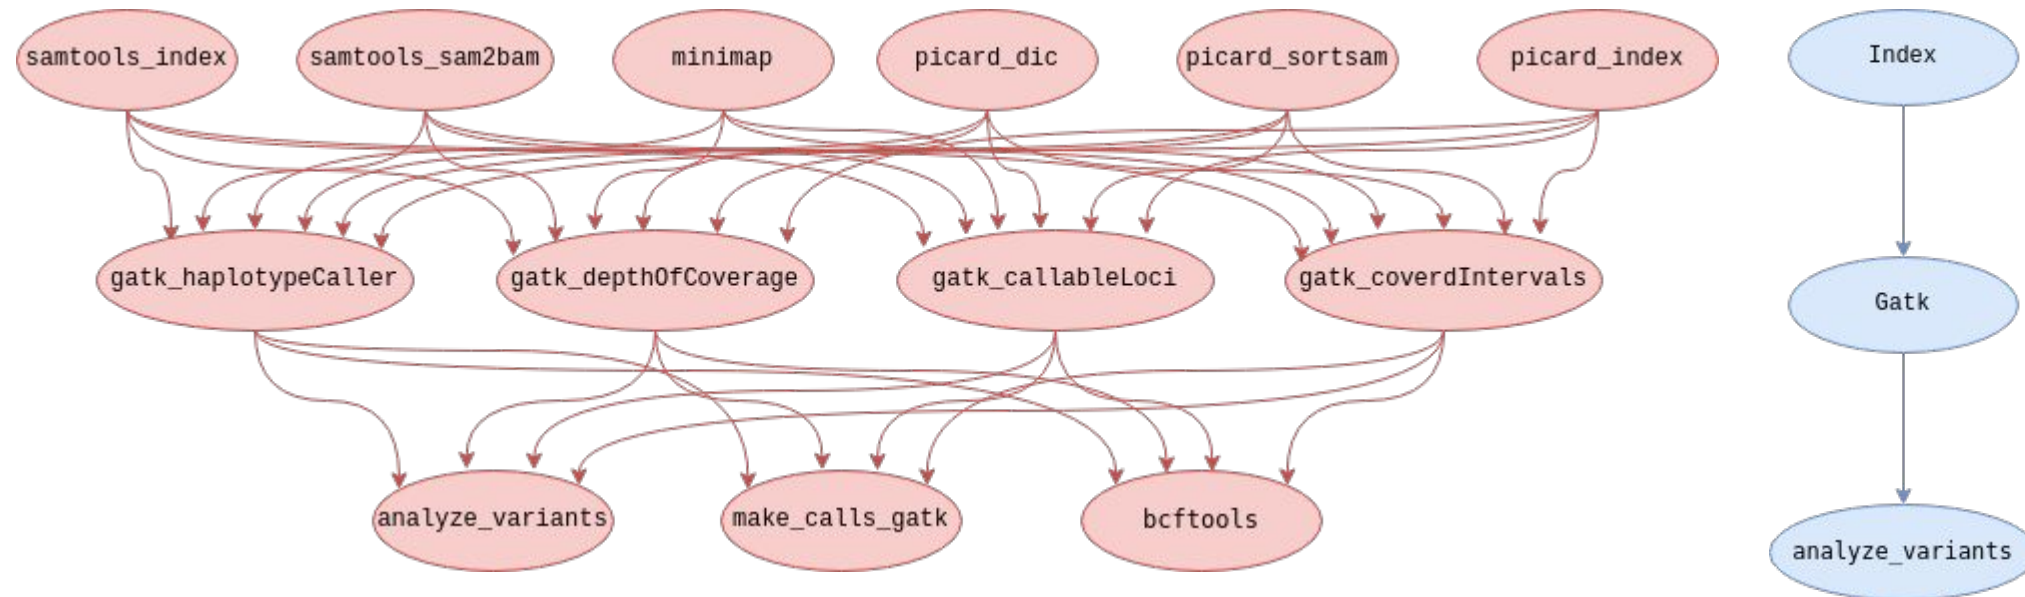 samtools_index
samtools_sam2bam
minimap
picard_dic
picard_sortsam
picard_index
Index
gatk_haplotypeCaller
gatk_depthOfCoverage
gatk_callableLoci
gatk_coverdIntervals
Gatk
analyze_variants
make_calls_gatk
bcftools
analyze_variants